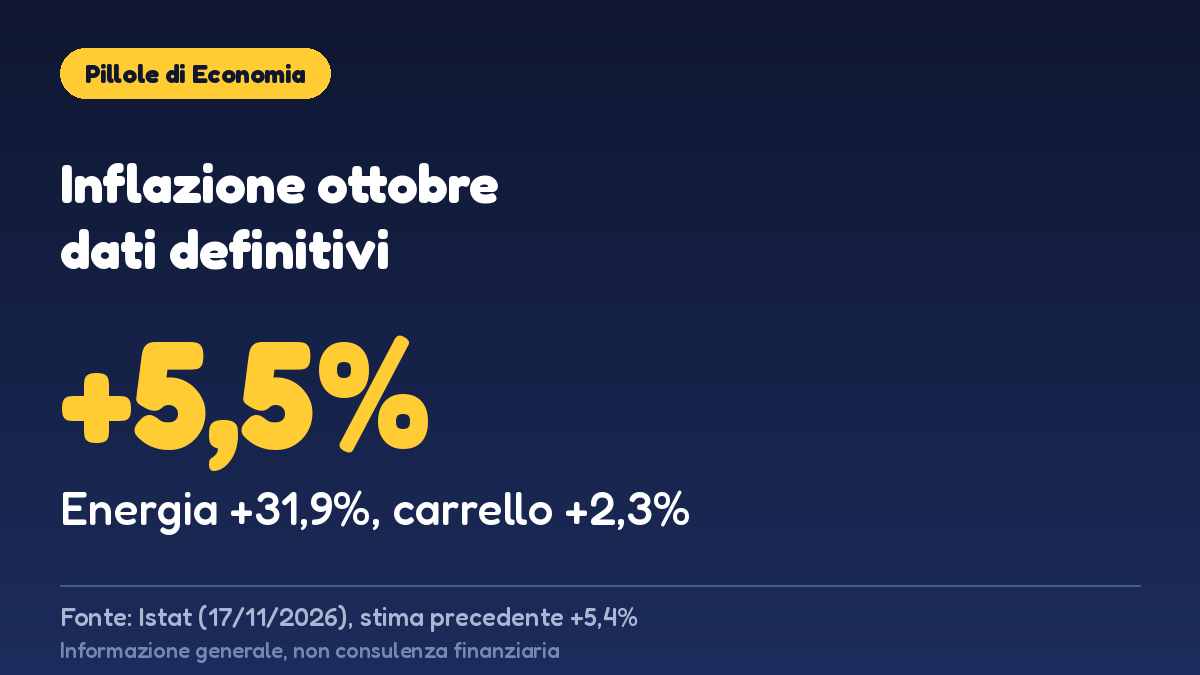 Pillole di Economia
Inflazione ottobre
dati definitivi
+5,5%
Energia +31,9%, carrello +2,3%
Fonte: Istat (17/11/2026), stima precedente +5,4%
Informazione generale, non consulenza finanziaria